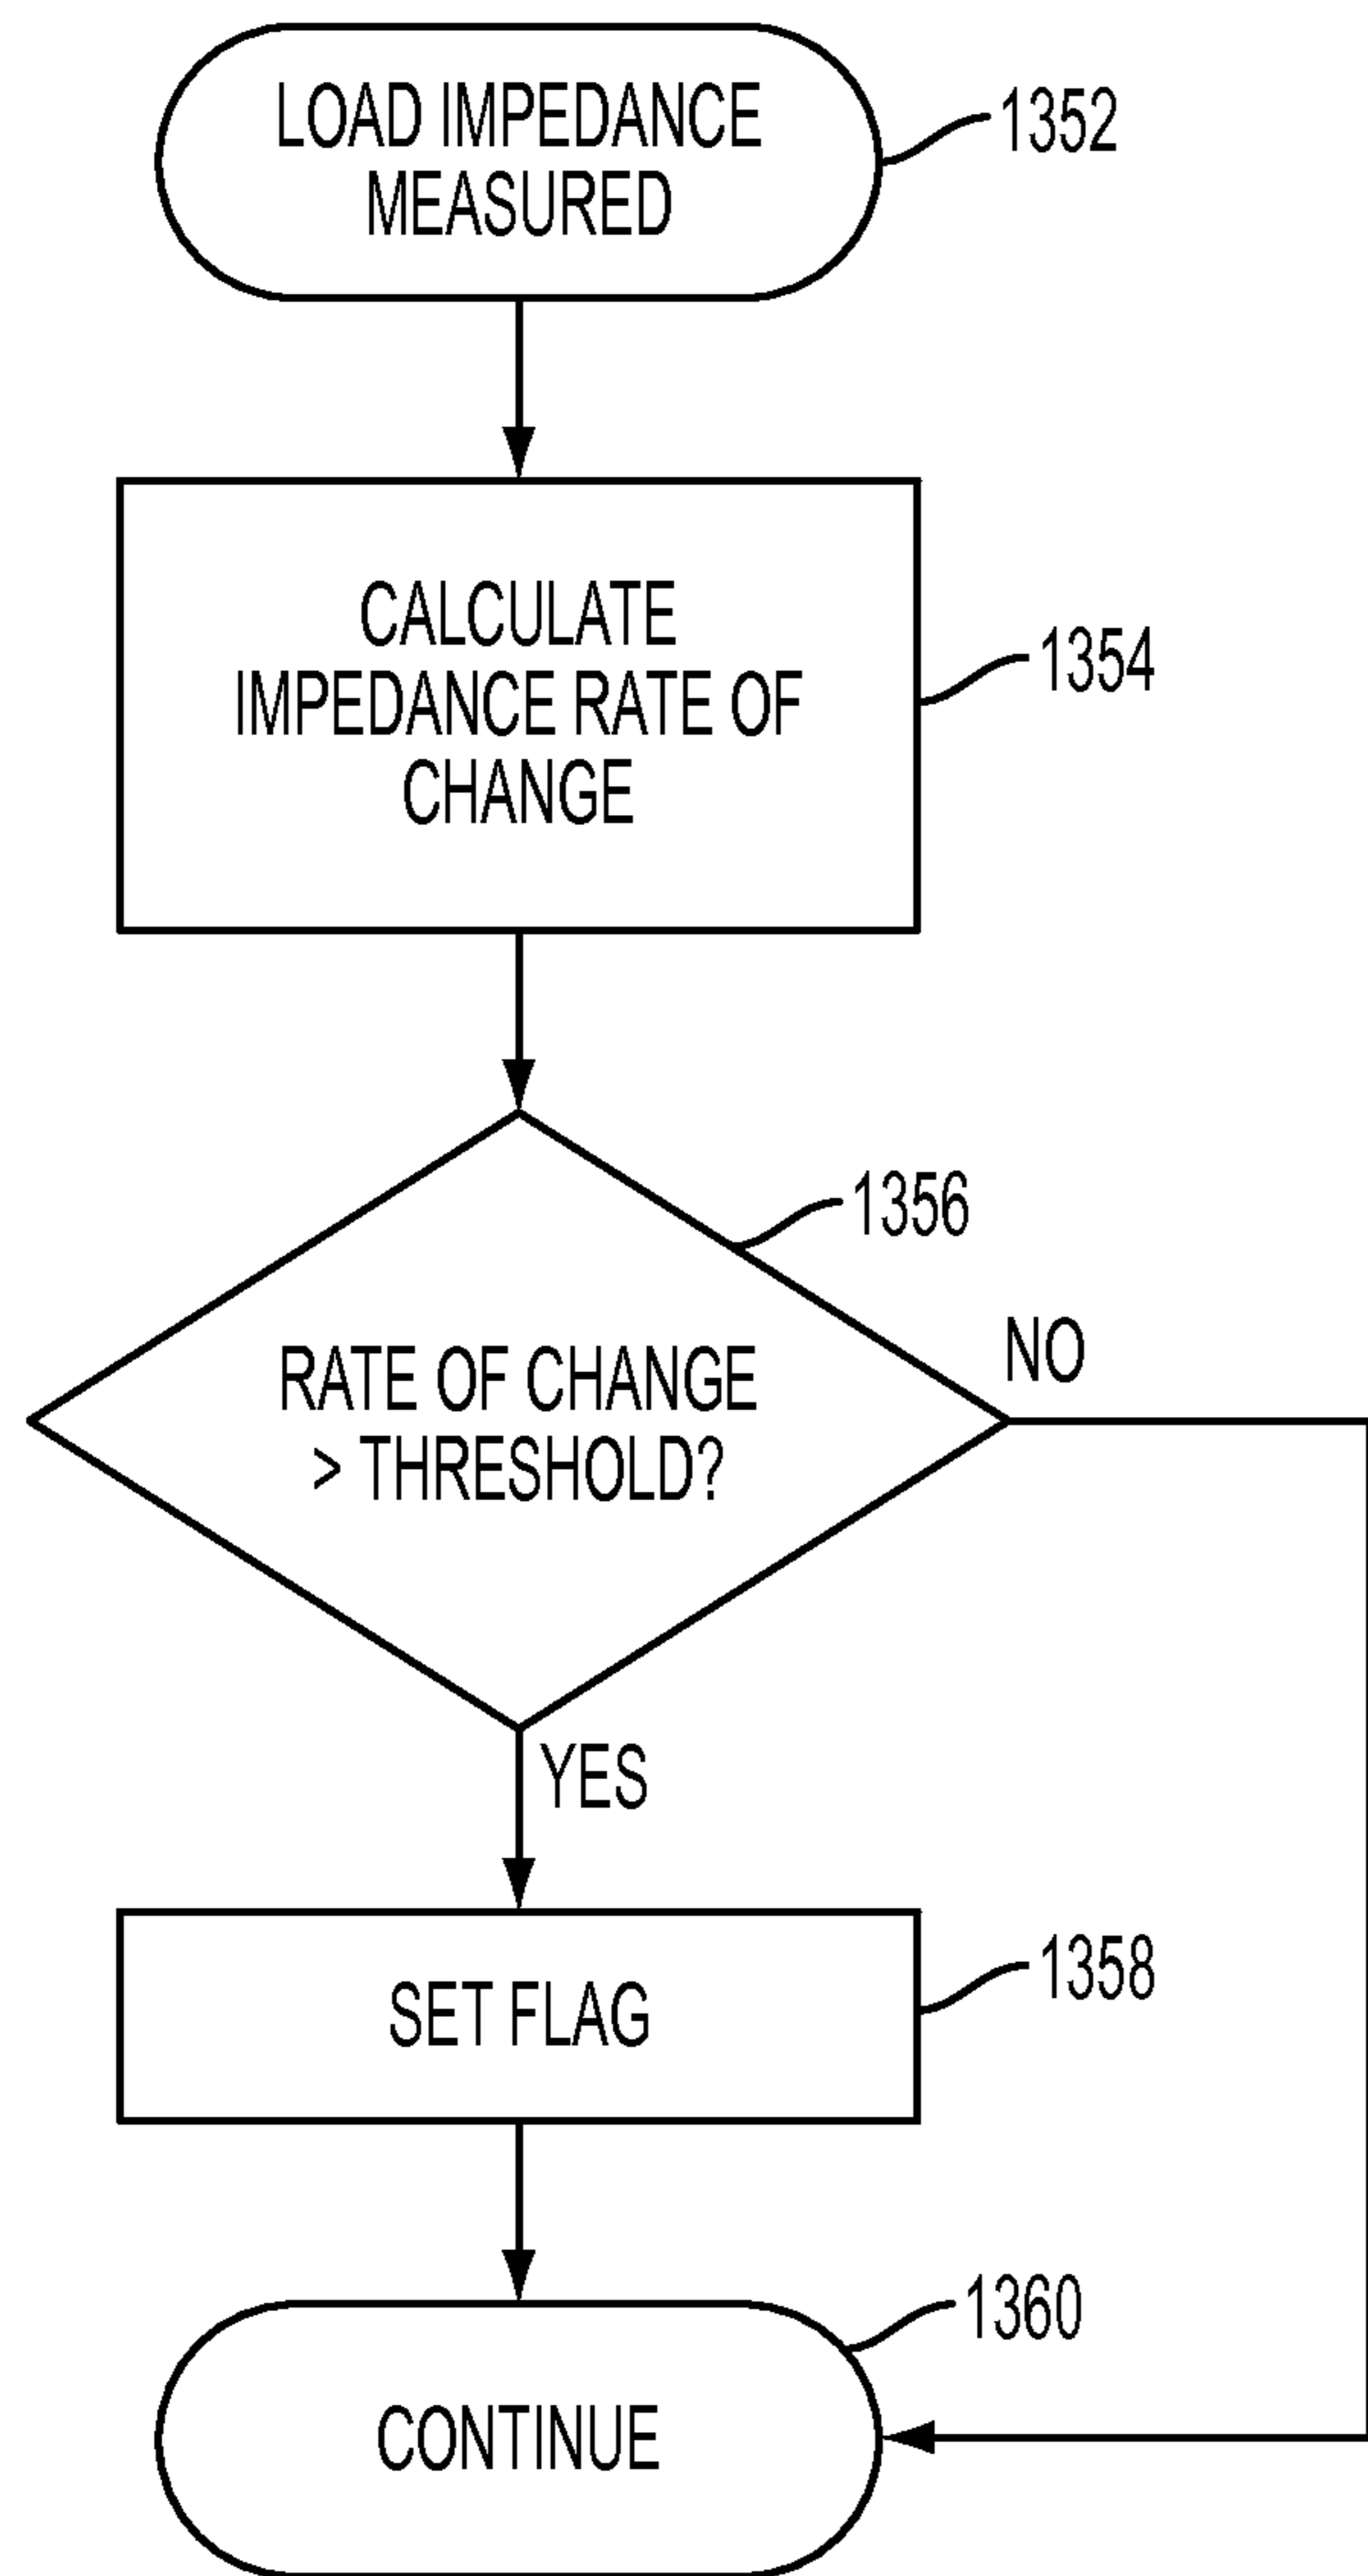 LOAD IMPEDANCE
MEASURED
1352
CALCULATE
IMPEDANCE RATE OF
CHANGE
1354
1356
RATE OF CHANGE
> THRESHOLD?
NO
YES
SET FLAG
1358
1360
CONTINUE